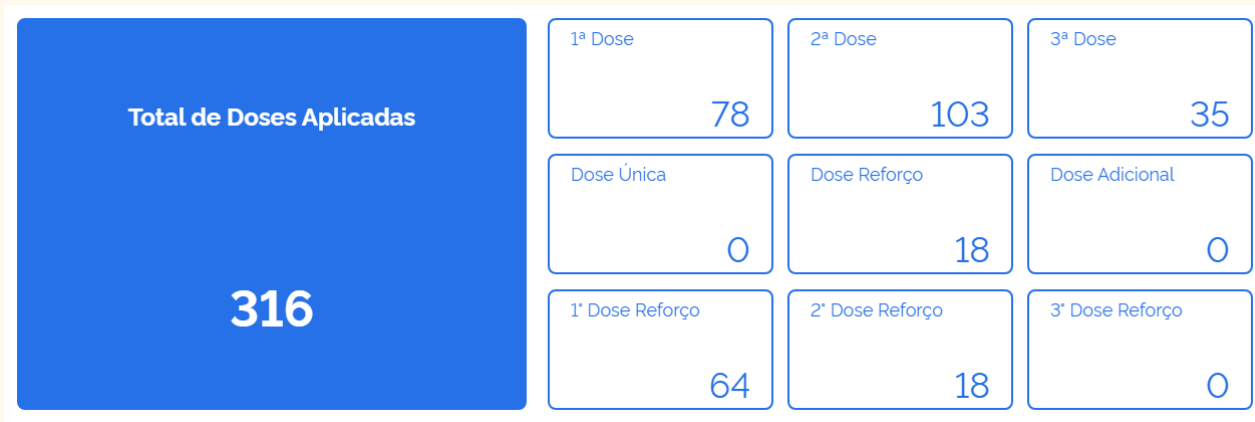 Total de Doses Aplicadas
316
1ª Dose
78
2ª Dose
103
3ª Dose
35
Dose Única
0
Dose Reforço
18
Dose Adicional
0
1° Dose Reforço
64
2° Dose Reforço
18
3° Dose Reforço
0